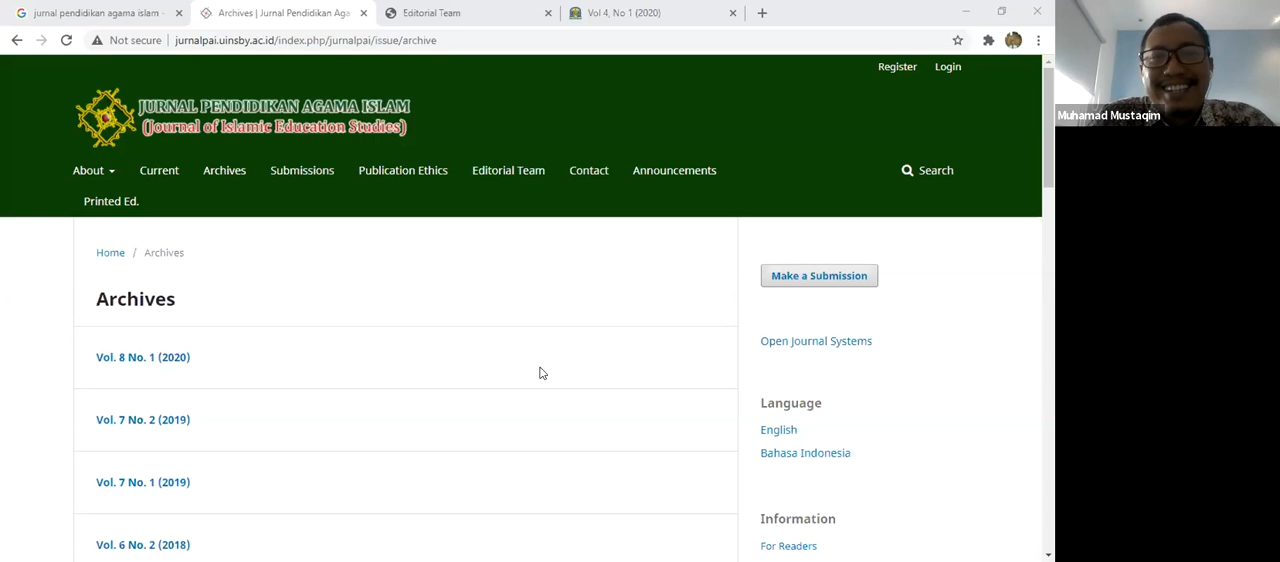 jurnal pendidikan agama islam -
Archives | Jurnal Pendidikan Aga
Editorial Team
Vol 4, No 1 (2020)
Not secure
jurnalpai.uinsby.ac.id/index.php/jurnalpai/issue/archive
Register
Login
JURNAL PENDIDIKAN AGAMA ISLAM
(Journal of Islamic Education Studies)
About
Current
Archives
Submissions
Publication Ethics
Editorial Team
Contact
Announcements
Search
Printed Ed.
Home / Archives
Archives
Vol. 8 No. 1 (2020)
Vol. 7 No. 2 (2019)
Vol. 7 No. 1 (2019)
Vol. 6 No. 2 (2018)
Make a Submission
Open Journal Systems
Language
English
Bahasa Indonesia
Information
For Readers
Muhamad Mustaqim